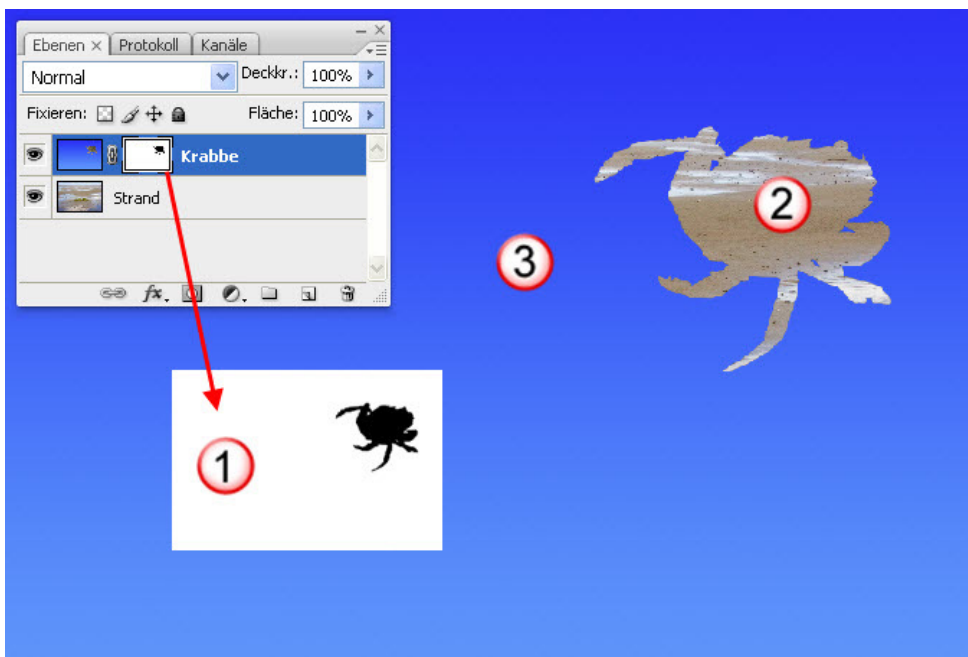 Ebenen × Protokoll Kanäle
Normal Deckkr.: 100%
Fixieren: Fläche: 100%
Krabbe
Strand
fx.
2
3
1